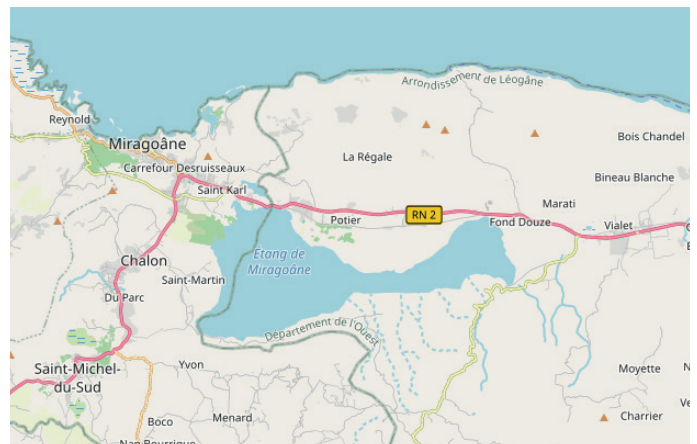 Arrondissement de Léogâne
Reynold
Miragoâne
Bois Chandel
La Régale
Carrefour Desruisseaux
Bineau Blanche
Saint Karl
Marati
RN 2
Potier
Fond Douze
Vialet
Étang de
Miragoâne
Chalon
Saint-Martin
Du Parc
Département de l'Ouest
Saint-Michel-
du-Sud
Yvon
Moyette
Menard
Charrier
Boco
Nan Bourrique